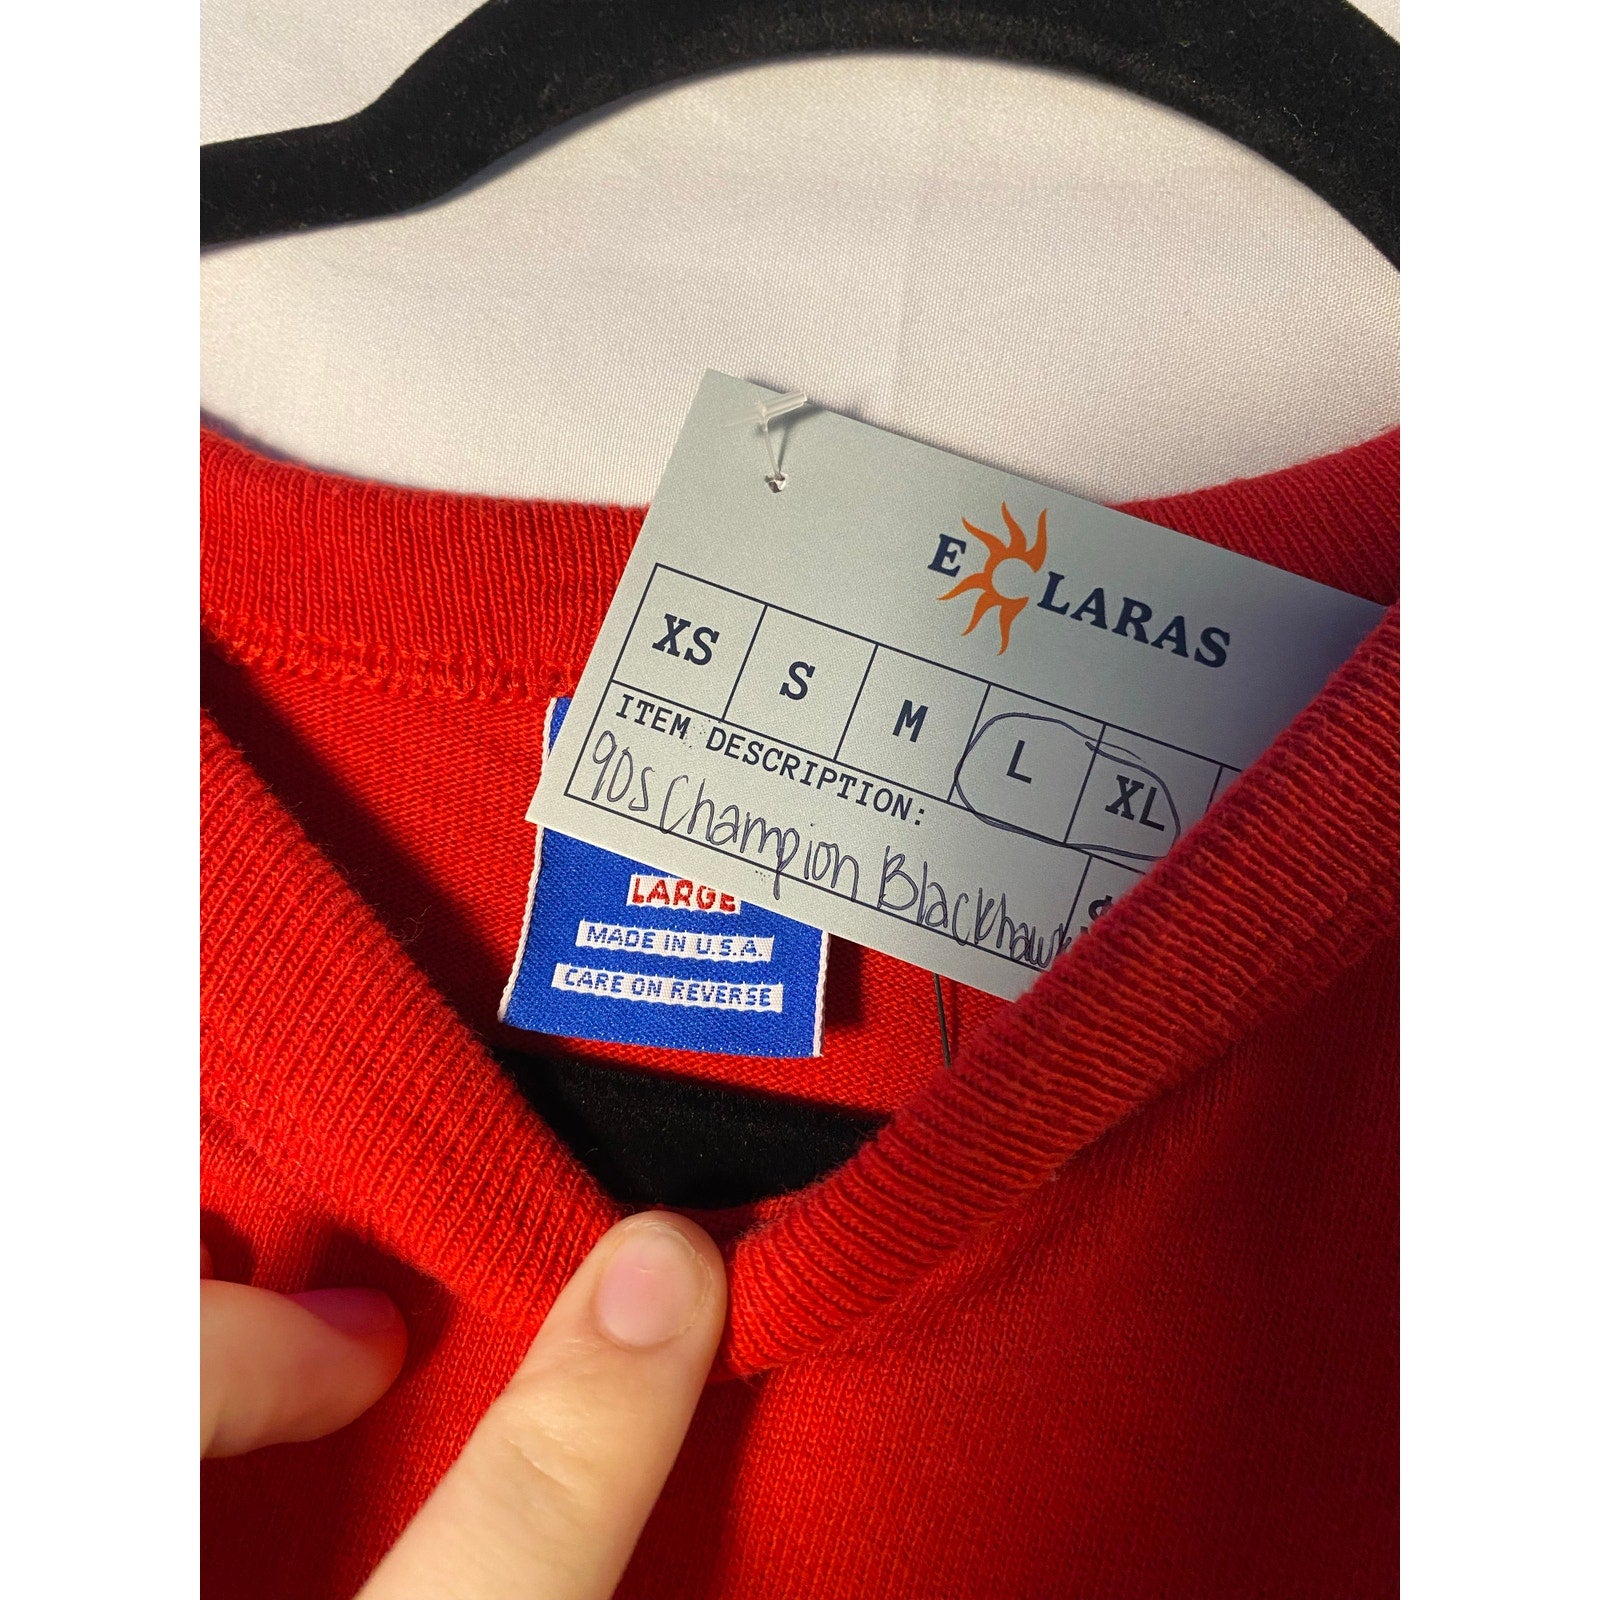 E CLARAS
XS S M L XL
ITEM DESCRIPTION:
90s Champion Blackhawk
LARGE
MADE IN U.S.A.
CARE ON REVERSE